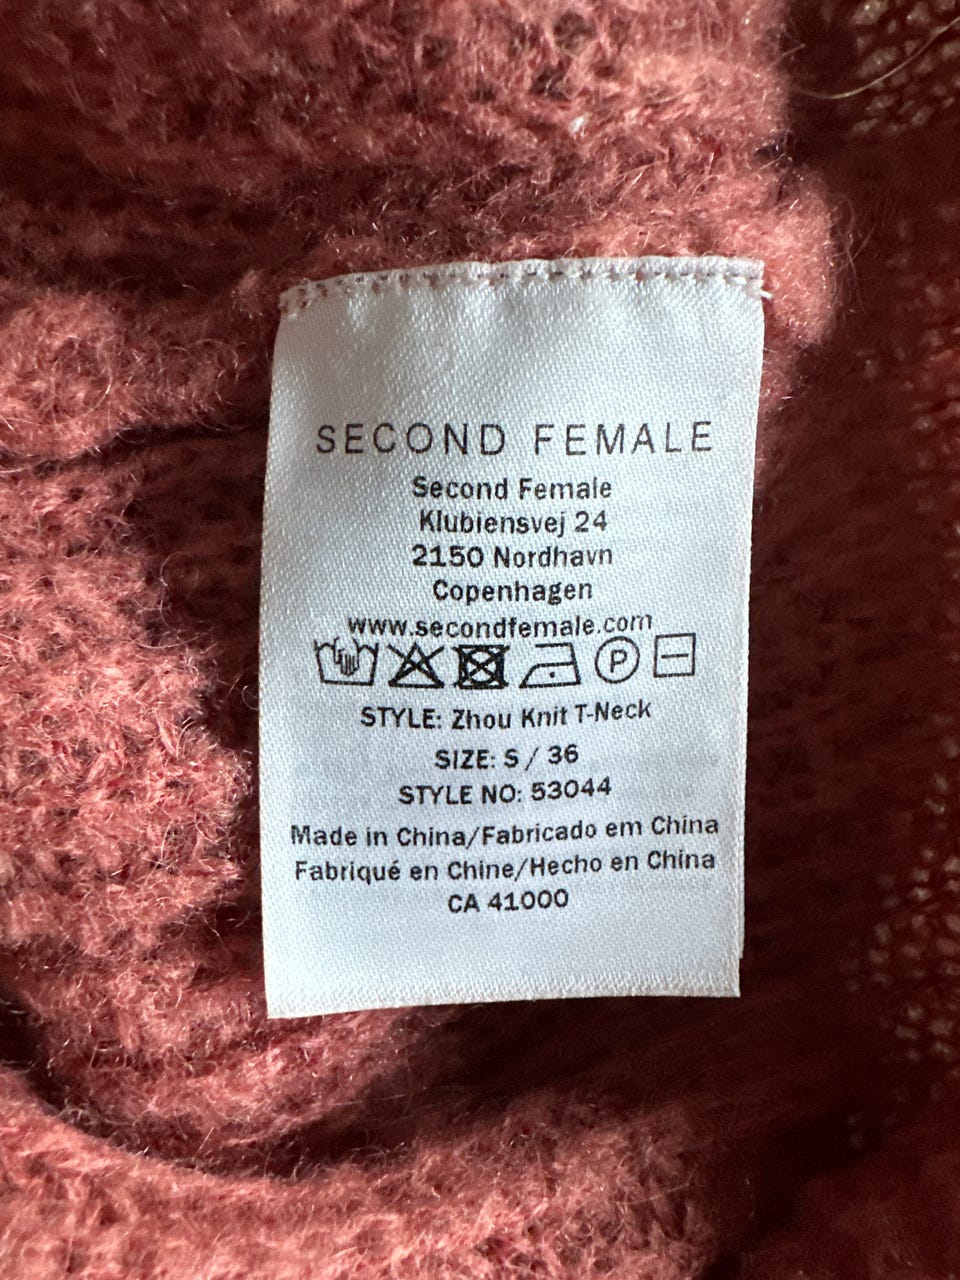 SECOND FEMALE
Second Female
Klubiensvej 24
2150 Nordhavn
Copenhagen
www.secondfemale.com
P
STYLE: Zhou Knit T-Neck
SIZE: S / 36
STYLE NO: 53044
Made in China/Fabricado em China
Fabriqué en Chine/Hecho en China
CA 41000